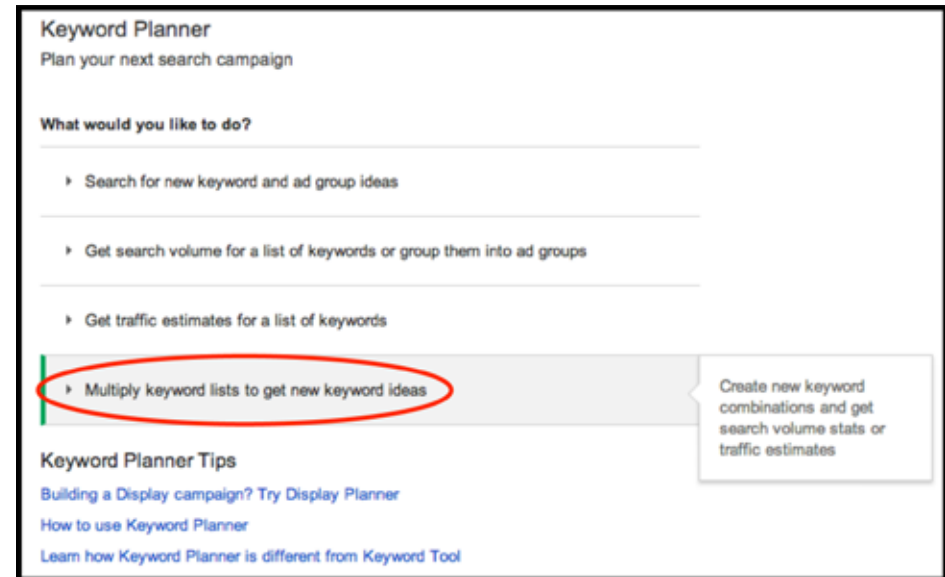 Keyword Planner
Plan your next search campaign
What would you like to do?
Search for new keyword and ad group ideas
Get search volume for a list of keywords or group them into ad groups
Get traffic estimates for a list of keywords
Multiply keyword lists to get new keyword ideas
Create new keyword
combinations and get
search volume stats or
traffic estimates
Keyword Planner Tips
Building a Display campaign? Try Display Planner
How to use Keyword Planner
Learn how Keyword Planner is different from Keyword Tool